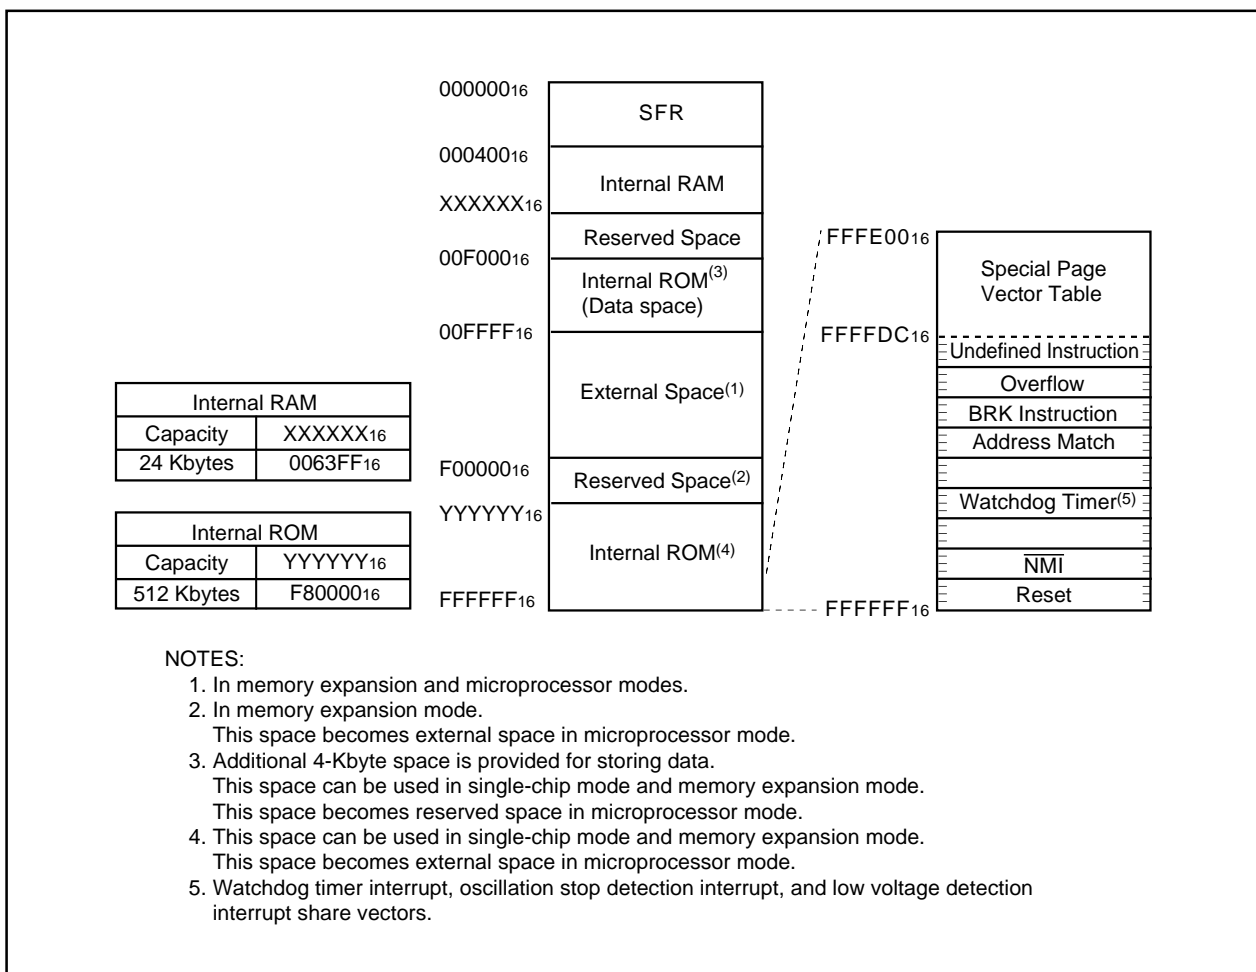 00000016
SFR
00040016
Internal RAM
XXXXXX16
Reserved Space
00F00016
Internal ROM(3)
(Data space)
00FFFF16
External Space(1)
F0000016
Reserved Space(2)
YYYYYY16
Internal ROM(4)
FFFFFF16
FFFE0016
Special Page
Vector Table
FFFFDC16
Undefined Instruction
Overflow
BRK Instruction
Address Match
Watchdog Timer(5)
NMI
Reset
FFFFFF16
Internal RAM
Capacity XXXXXX16
24 Kbytes 0063FF16
Internal ROM
Capacity YYYYYY16
512 Kbytes F8000016
NOTES:
1. In memory expansion and microprocessor modes.
2. In memory expansion mode.
This space becomes external space in microprocessor mode.
3. Additional 4-Kbyte space is provided for storing data.
This space can be used in single-chip mode and memory expansion mode.
This space becomes reserved space in microprocessor mode.
4. This space can be used in single-chip mode and memory expansion mode.
This space becomes external space in microprocessor mode.
5. Watchdog timer interrupt, oscillation stop detection interrupt, and low voltage detection
interrupt share vectors.